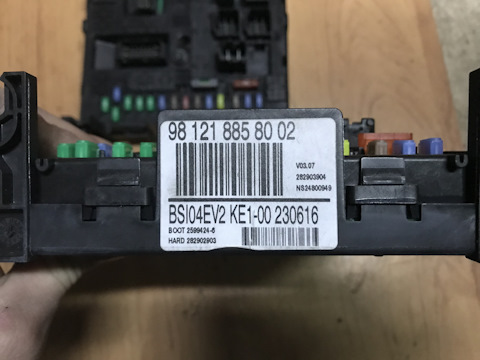 98 121 885 80 02
V03.07
282903904
NS24800949
BSI04EV2 KE1-00 230616
BOOT 2599424-6
HARD 282902903